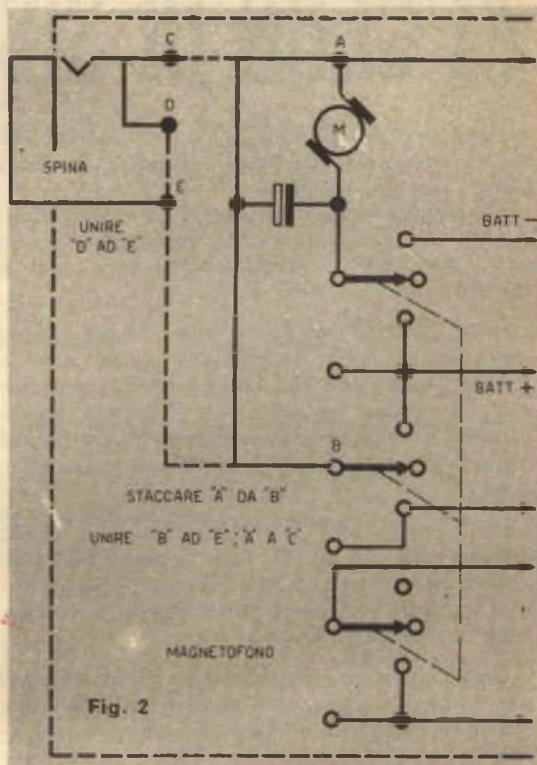 C
A
D
M
SPINA
E
UNIRE
"D" AD "E"
BATT. -
BATT. +
B
STACCARE "A" DA "B"
UNIRE "B" AD "E"; "A" A "C"
MAGNETOFONO
Fig. 2